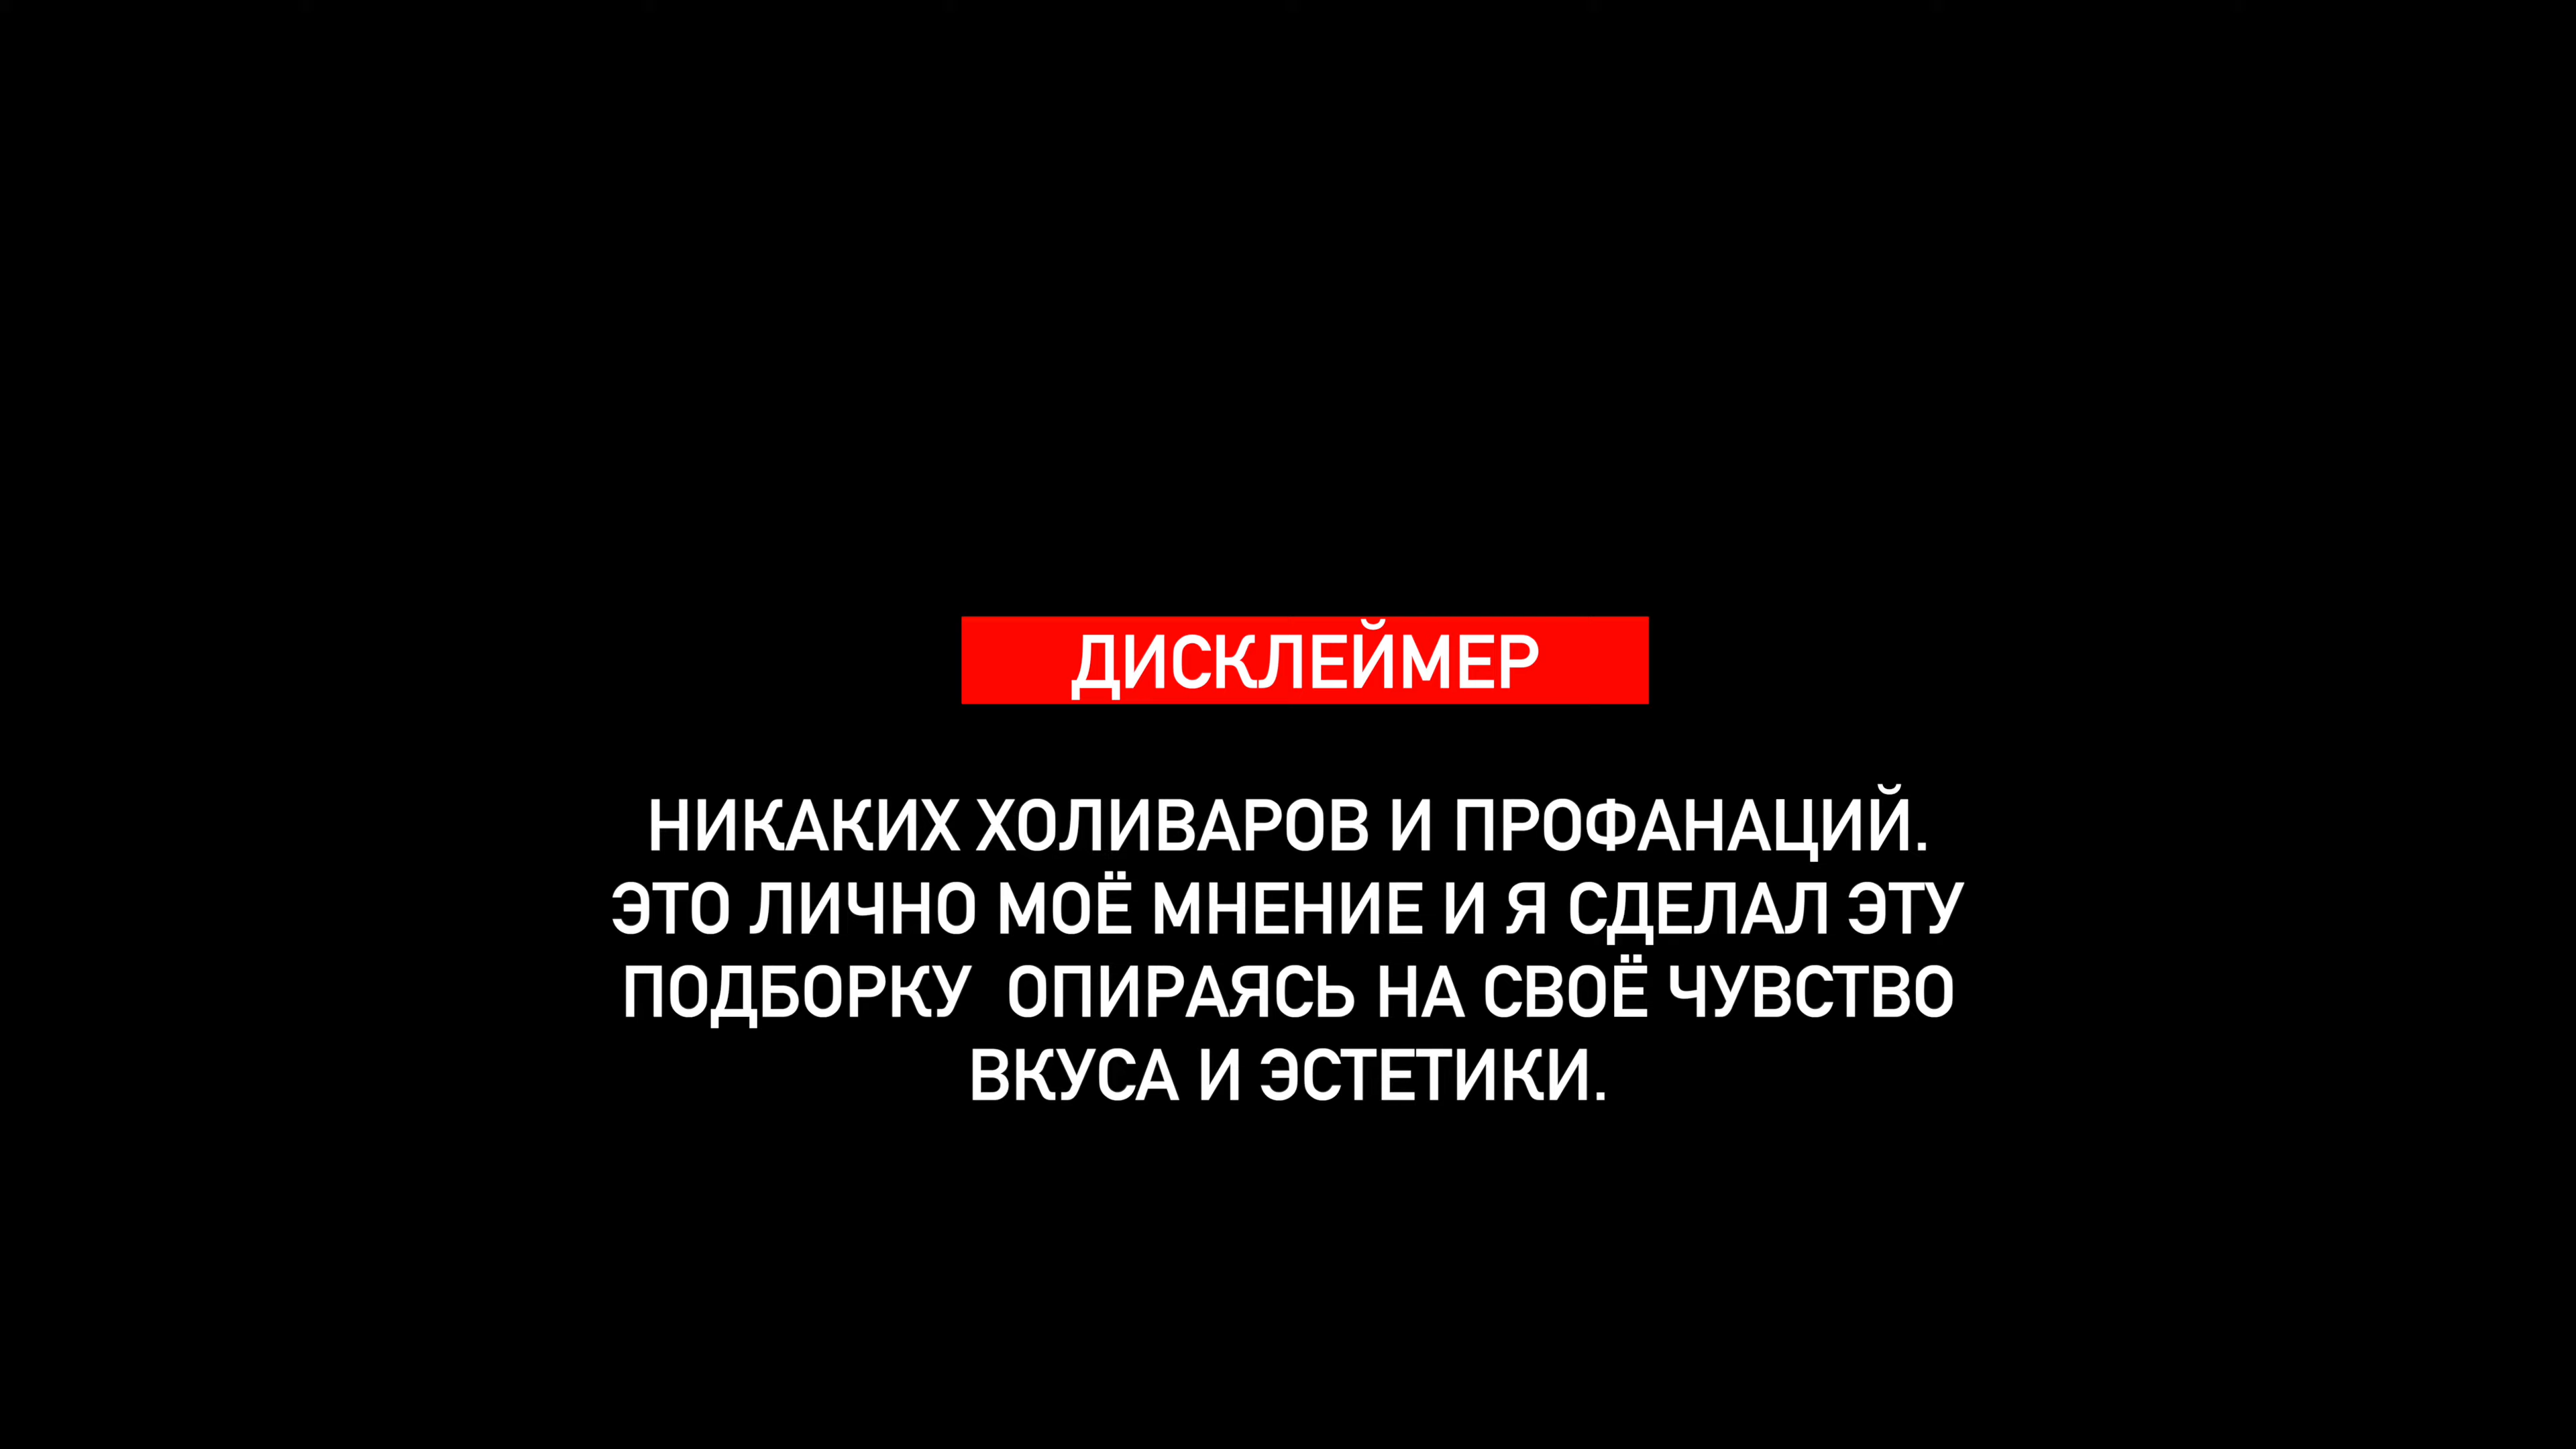 ДИСКЛЕЙМЕР
НИКАКИХ ХОЛИВАРОВ И ПРОФАНАЦИЙ.
ЭТО ЛИЧНО МОЁ МНЕНИЕ И Я СДЕЛАЛ ЭТУ
ПОДБОРКУ  ОПИРАЯСЬ НА СВОЁ ЧУВСТВО
ВКУСА И ЭСТЕТИКИ.